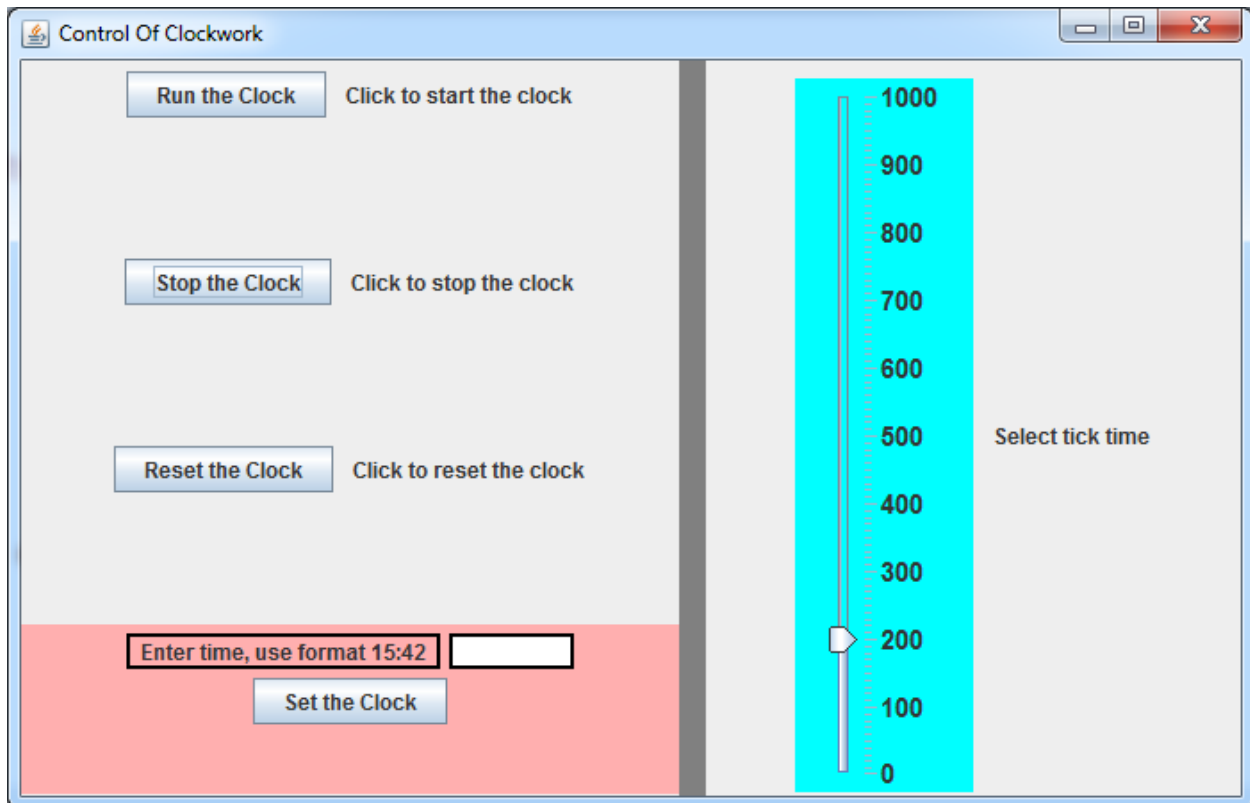 Control Of Clockwork
Run the Clock Click to start the clock
Stop the Clock Click to stop the clock
Reset the Clock Click to reset the clock
Enter time, use format 15:42
Set the Clock
1000
900
800
700
600
500
400
300
200
100
0
Select tick time